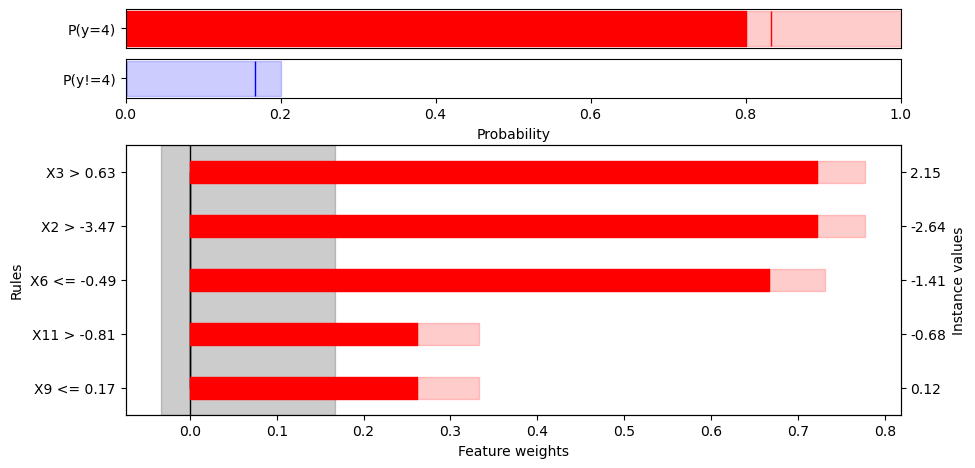 P(y=4)
P(y!=4)
0.0 0.2 0.4 0.6 0.8 1.0
Probability
X3 > 0.63 2.15
X2 > -3.47 -2.64
X6 <= -0.49 -1.41
X11 > -0.81 -0.68
X9 <= 0.17 0.12
Rules
Instance values
0.0 0.1 0.2 0.3 0.4 0.5 0.6 0.7 0.8
Feature weights